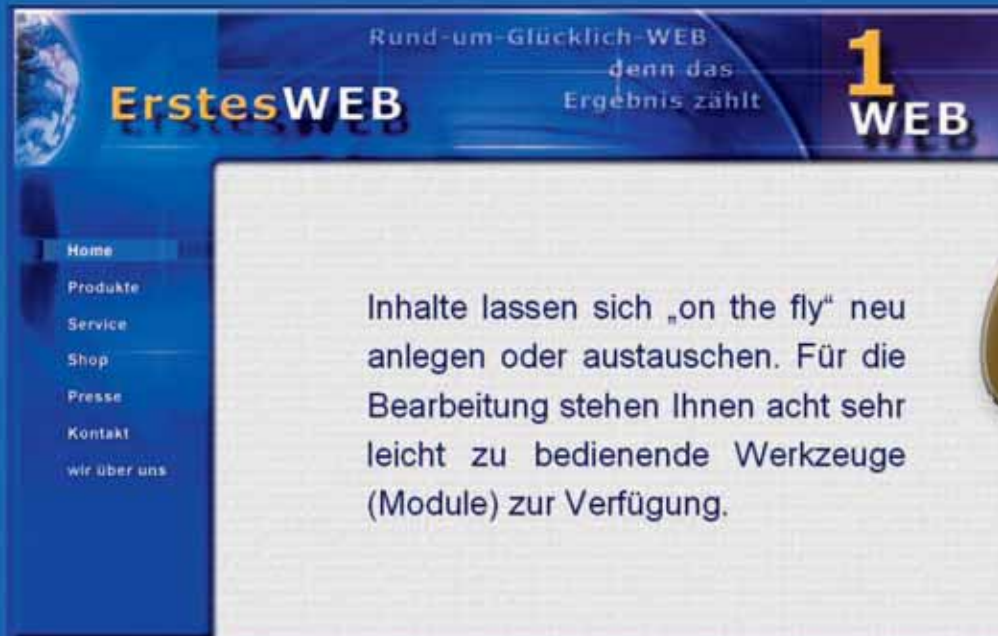 Rund-um-Glücklich-WEB
denn das
Ergebnis zählt
ErstesWEB
1
WEB
Home
Produkte
Service
Shop
Presse
Kontakt
wir über uns
Inhalte lassen sich „on the fly“ neu
anlegen oder austauschen. Für die
Bearbeitung stehen Ihnen acht sehr
leicht zu bedienende Werkzeuge
(Module) zur Verfügung.